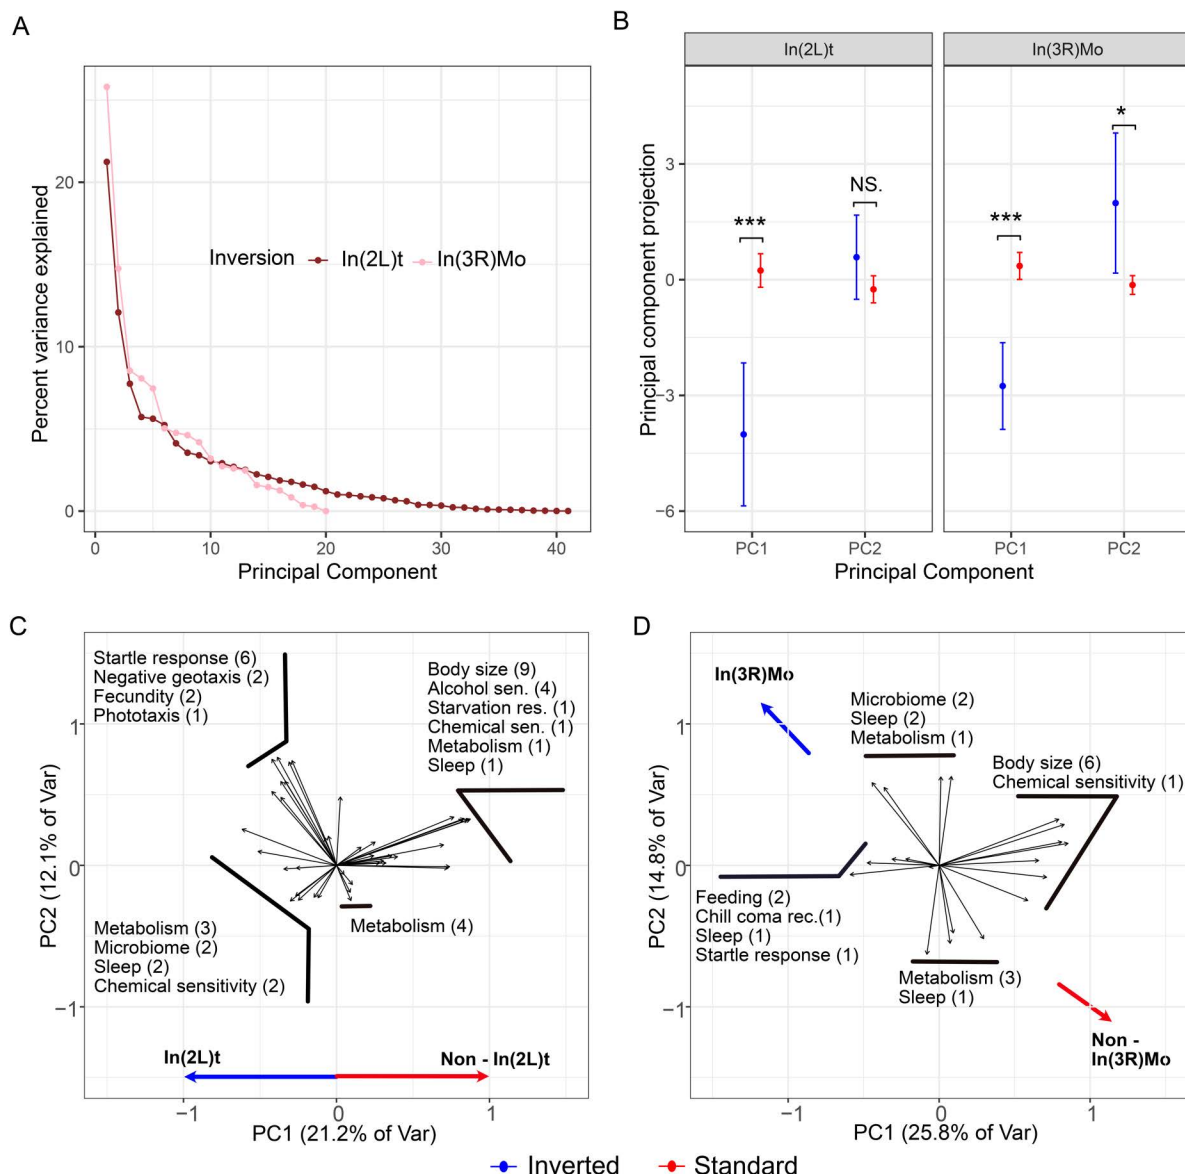 A
Percent variance explained
20
10
0
Inversion In(2L)t In(3R)Mo
0 10 20 30 40
Principal Component
B
In(2L)t In(3R)Mo
Principal component projection
3
0
−3
−6
***
NS.
***
*
PC1 PC2 PC1 PC2
Principal Component
C
PC2 (12.1% of Var)
1
0
−1
Startle response (6)
Negative geotaxis (2)
Fecundity (2)
Phototaxis (1)
Body size (9)
Alcohol sen. (4)
Starvation res. (1)
Chemical sen. (1)
Metabolism (1)
Sleep (1)
Metabolism (3)
Microbiome (2)
Sleep (2)
Chemical sensitivity (2)
Metabolism (4)
In(2L)t
Non - In(2L)t
−1 0 1
PC1 (21.2% of Var)
D
PC2 (14.8% of Var)
1
0
−1
In(3R)Mo
Microbiome (2)
Sleep (2)
Metabolism (1)
Body size (6)
Chemical sensitivity (1)
Feeding (2)
Chill coma rec.(1)
Sleep (1)
Startle response (1)
Metabolism (3)
Sleep (1)
Non -
In(3R)Mo
−1 0 1
PC1 (25.8% of Var)
Inverted Standard